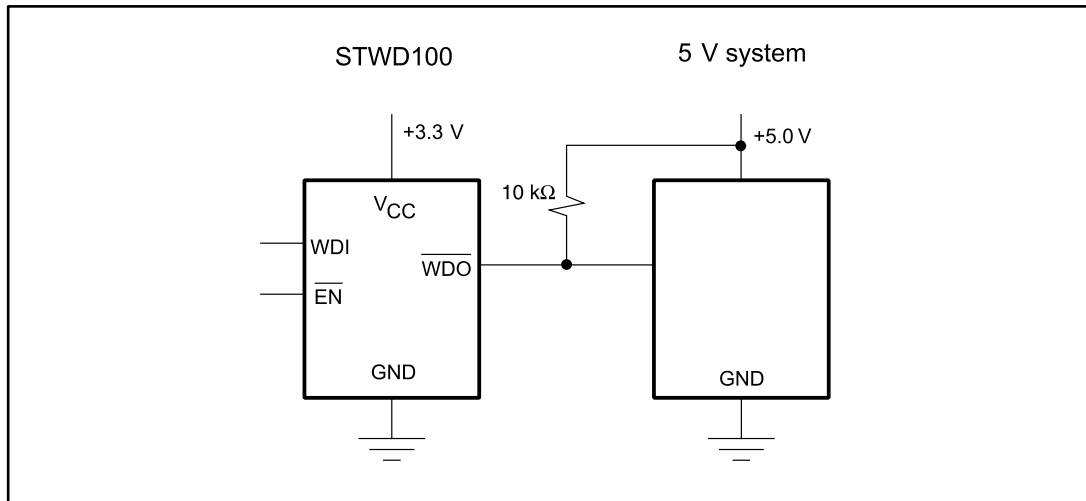 STWD100
5 V system
+3.3 V
+5.0 V
10 kΩ
VCC
WDI
WDO
EN
GND
GND